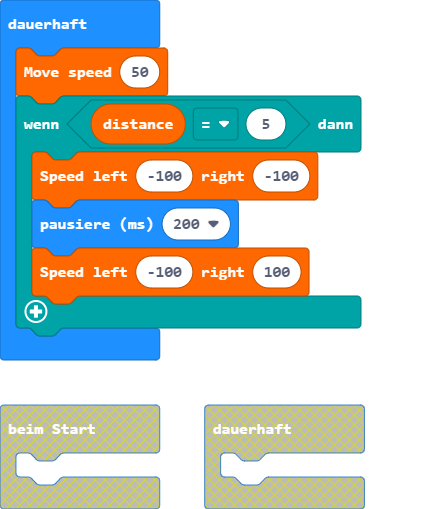 dauerhaft
Move speed 50
wenn distance = 5 dann
Speed left -100 right -100
pausiere (ms) 200
Speed left -100 right 100
beim Start dauerhaft